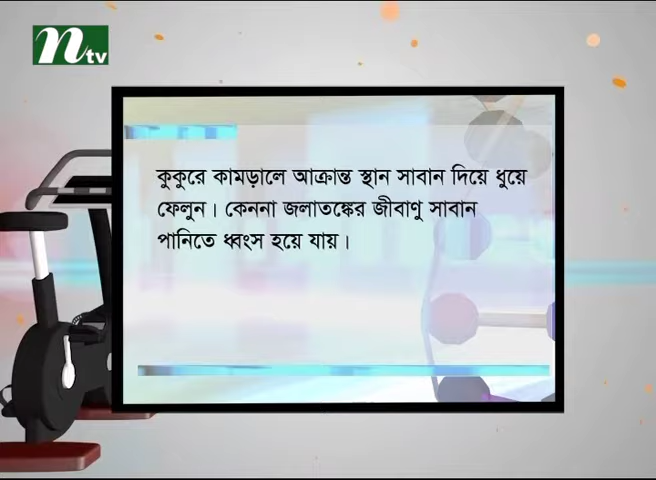 ntv
কুকুরে কামড়ালে আক্রান্ত স্থান সাবান দিয়ে ধুয়ে
ফেলুন। কেননা জলাতঙ্কের জীবাণু সাবান
পানিতে ধ্বংস হয়ে যায়।